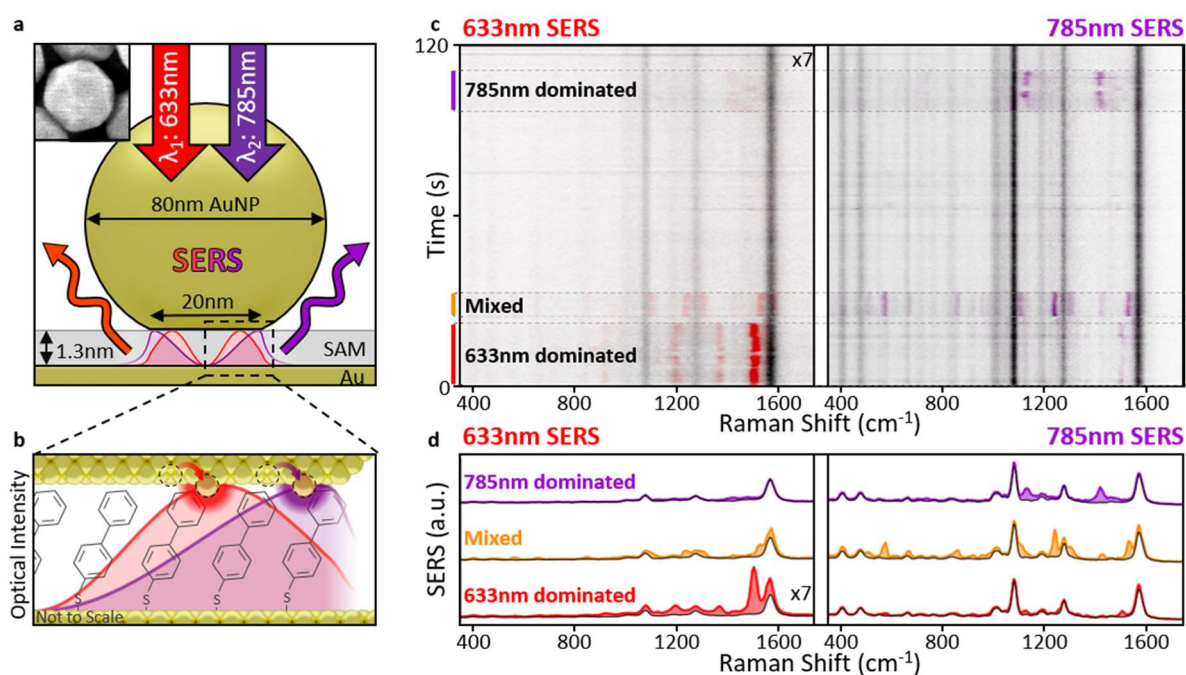 a
λ₁: 633nm
λ₂: 785nm
80nm AuNP
SERS
20nm
1.3nm
SAM
Au
b
Optical Intensity
S
S
S
S
Not to Scale
c
633nm SERS
785nm SERS
120
x7
785nm dominated
Time (s)
Mixed
633nm dominated
0
400
800
1200
1600
400
800
1200
1600
Raman Shift (cm⁻¹)
d
633nm SERS
785nm SERS
785nm dominated
Mixed
SERS (a.u.)
633nm dominated
x7
400
800
1200
1600
400
800
1200
1600
Raman Shift (cm⁻¹)